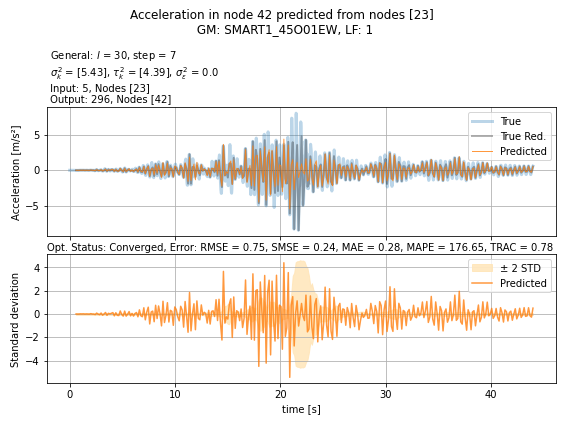 Acceleration in node 42 predicted from nodes [23]
GM: SMART1_45O01EW, LF: 1
General: l = 30, step = 7
σ²ₖ = [5.43], τ²ₖ = [4.39], σ²ε = 0.0
Input: 5, Nodes [23]
Output: 296, Nodes [42]
Acceleration [m/s²]
5
0
−5
True
True Red.
Predicted
Opt. Status: Converged, Error: RMSE = 0.75, SMSE = 0.24, MAE = 0.28, MAPE = 176.65, TRAC = 0.78
Standard deviation
4
2
0
−2
−4
± 2 STD
Predicted
0
10
20
30
40
time [s]